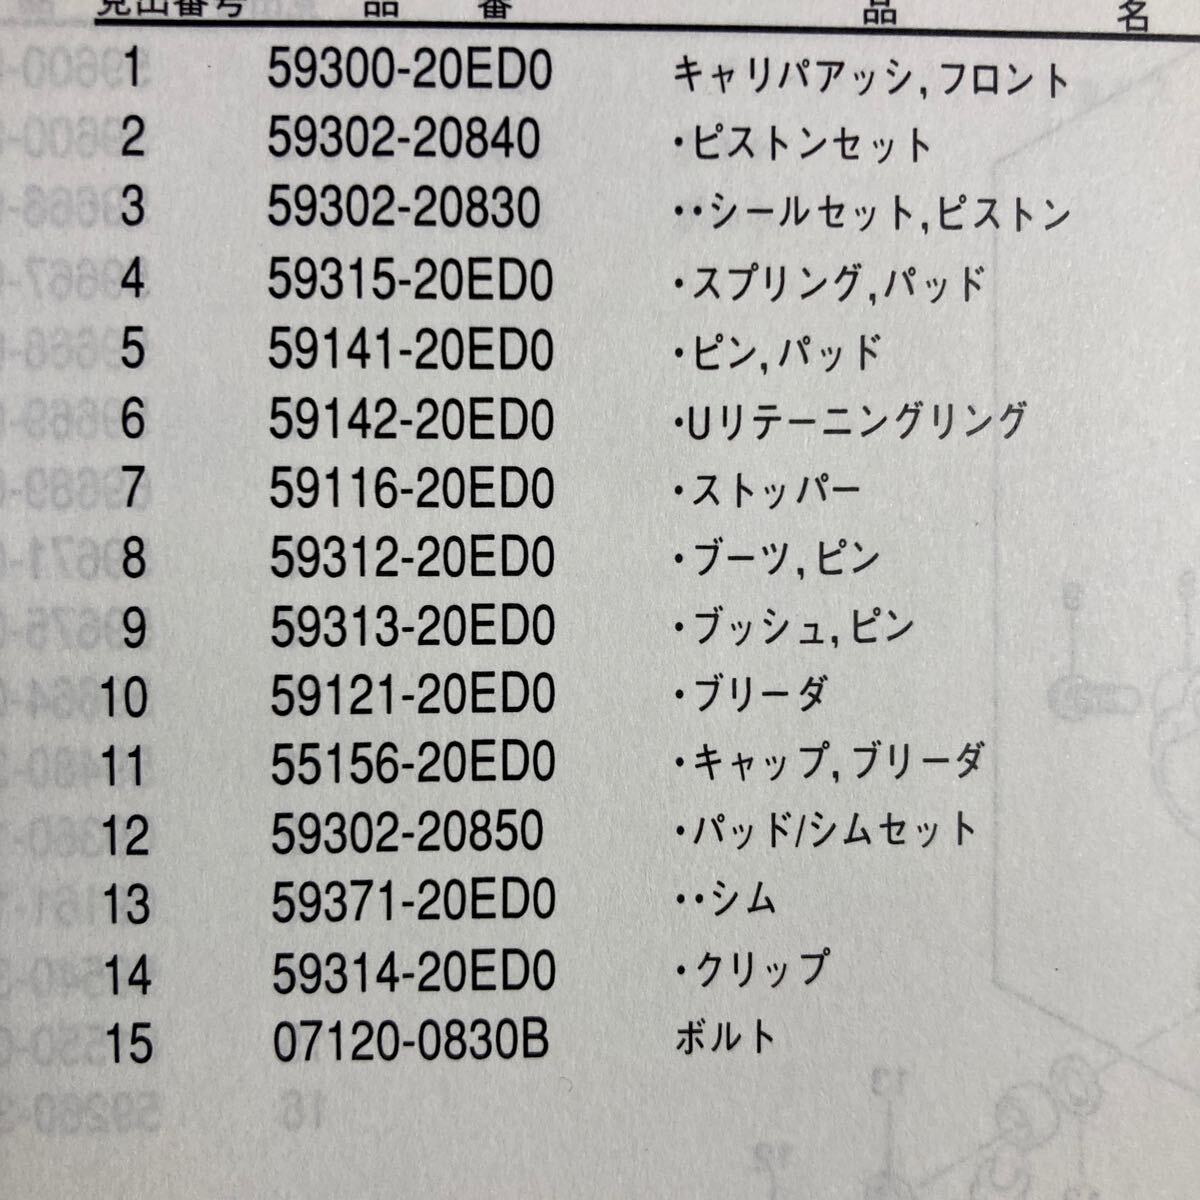 見出番号 品 番 品 名
1 59300-20ED0 キャリパアッシ,フロント
2 59302-20840 ・ピストンセット
3 59302-20830 ・・シールセット,ピストン
4 59315-20ED0 ・スプリング,パッド
5 59141-20ED0 ・ピン,パッド
6 59142-20ED0 ・Uリテーニングリング
7 59116-20ED0 ・ストッパー
8 59312-20ED0 ・ブーツ,ピン
9 59313-20ED0 ・ブッシュ,ピン
10 59121-20ED0 ・ブリーダ
11 55156-20ED0 ・キャップ,ブリーダ
12 59302-20850 ・パッド/シムセット
13 59371-20ED0 ・・シム
14 59314-20ED0 ・クリップ
15 07120-0830B ボルト